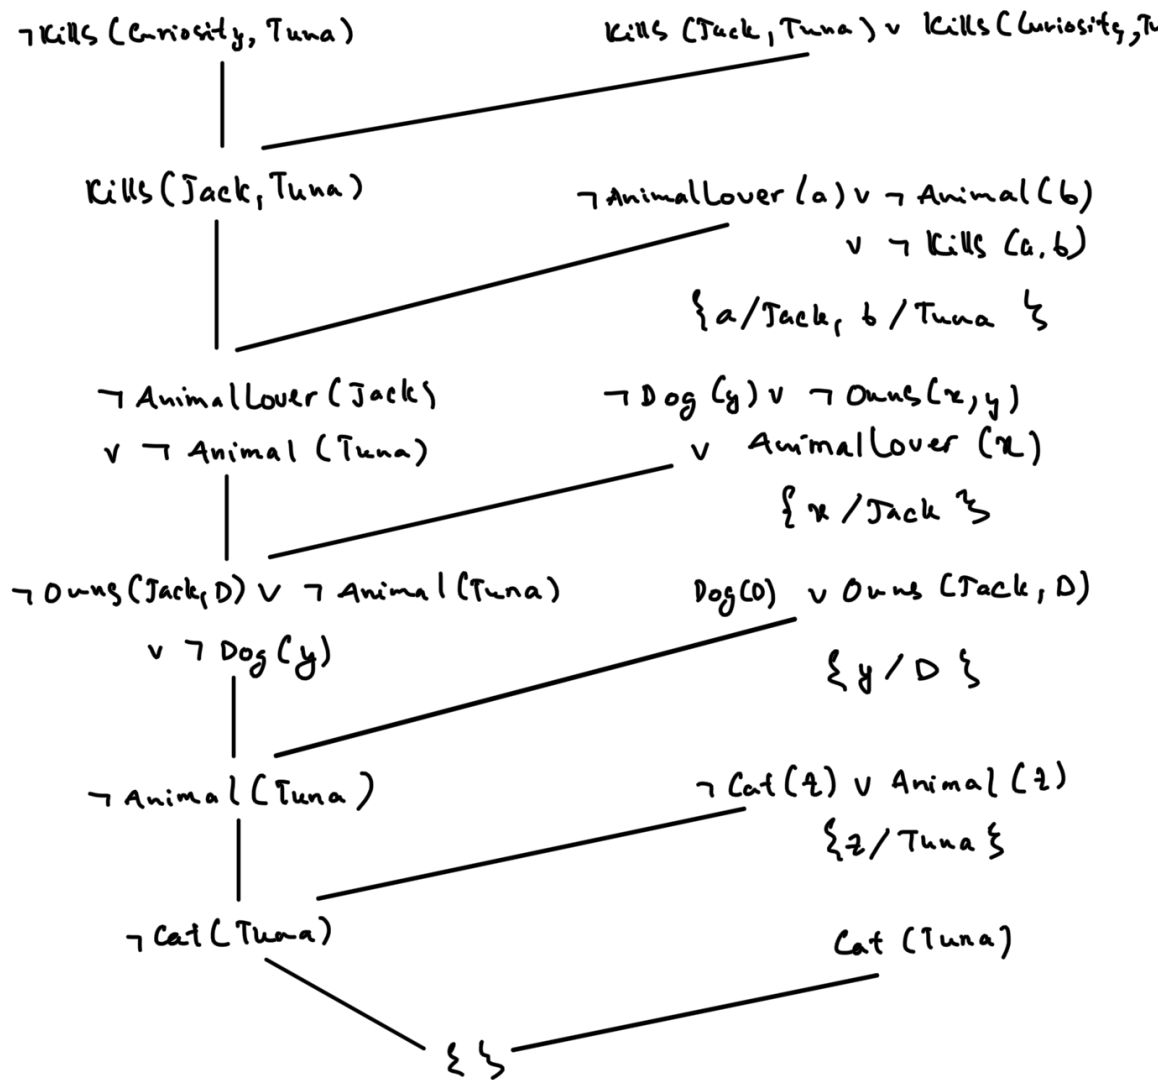 ¬Kills(Curiosity, Tuna)    Kills(Jack, Tuna) ∨ Kills(Curiosity, Tu
Kills(Jack, Tuna)    ¬AnimalLover(a) ∨ ¬Animal(b)
∨ ¬Kills(a, b)
{a/Jack, b/Tuna}
¬AnimalLover(Jack)    ¬Dog(y) ∨ ¬Owns(x, y)
∨ ¬Animal(Tuna)    ∨ AnimalLover(x)
{x/Jack}
¬Owns(Jack, D) ∨ ¬Animal(Tuna)    Dog(D) ∨ Owns(Jack, D)
∨ ¬Dog(y)    {y/D}
¬Animal(Tuna)    ¬Cat(z) ∨ Animal(z)
{z/Tuna}
¬Cat(Tuna)    Cat(Tuna)
{ }